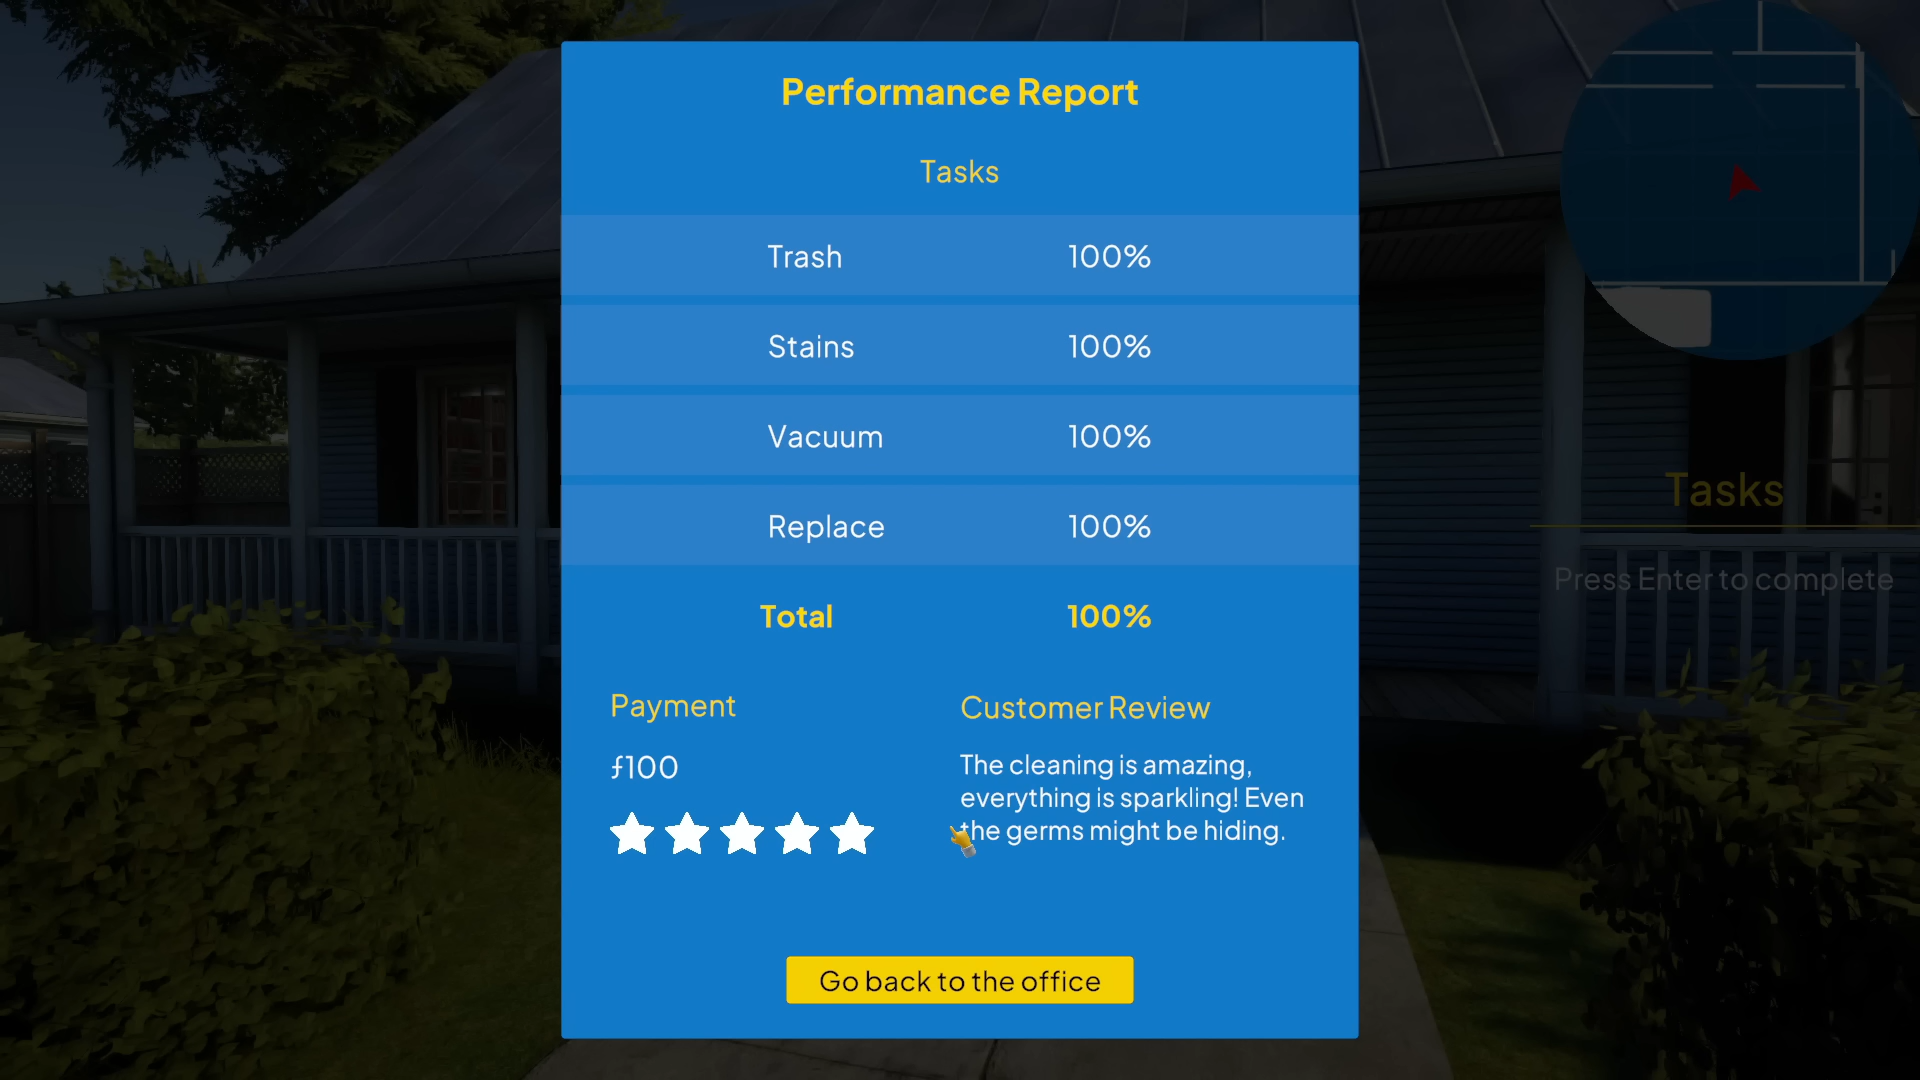 Performance Report
Tasks
Trash 100%
Stains 100%
Vacuum 100%
Replace 100%
Total 100%
Payment
ƒ100
Customer Review
The cleaning is amazing,
everything is sparkling! Even
the germs might be hiding.
Go back to the office
Tasks
Press Enter to complete